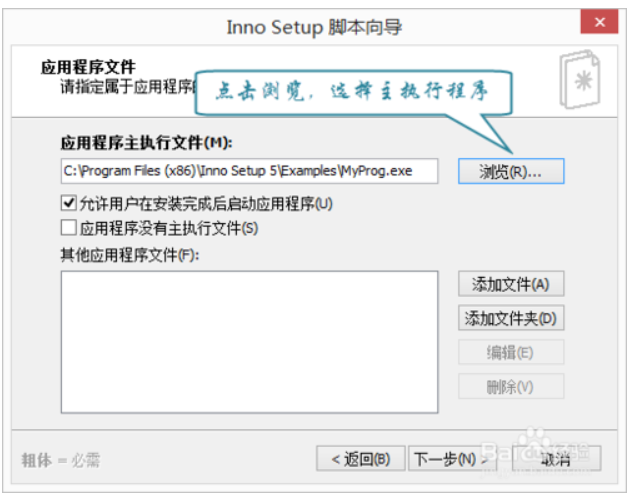 Inno Setup 脚本向导
应用程序文件
请指定属于应用程序
点击浏览，选择主执行程序
应用程序主执行文件(M):
C:\Program Files (x86)\Inno Setup 5\Examples\MyProg.exe
浏览(R)...
允许用户在安装完成后启动应用程序(U)
应用程序没有主执行文件(S)
其他应用程序文件(F):
添加文件(A)
添加文件夹(D)
编辑(E)
删除(V)
粗体 = 必需
< 返回(B)
下一步(N) >
取消